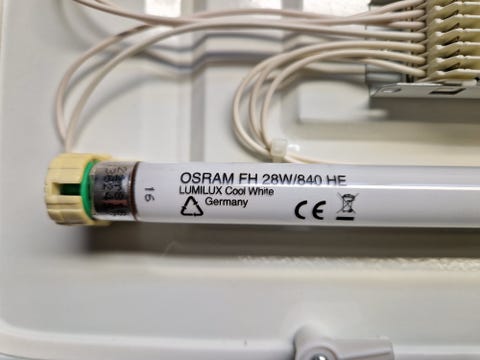 OSRAM FH 28W/840 HE
LUMILUX Cool White
Germany
CE
16